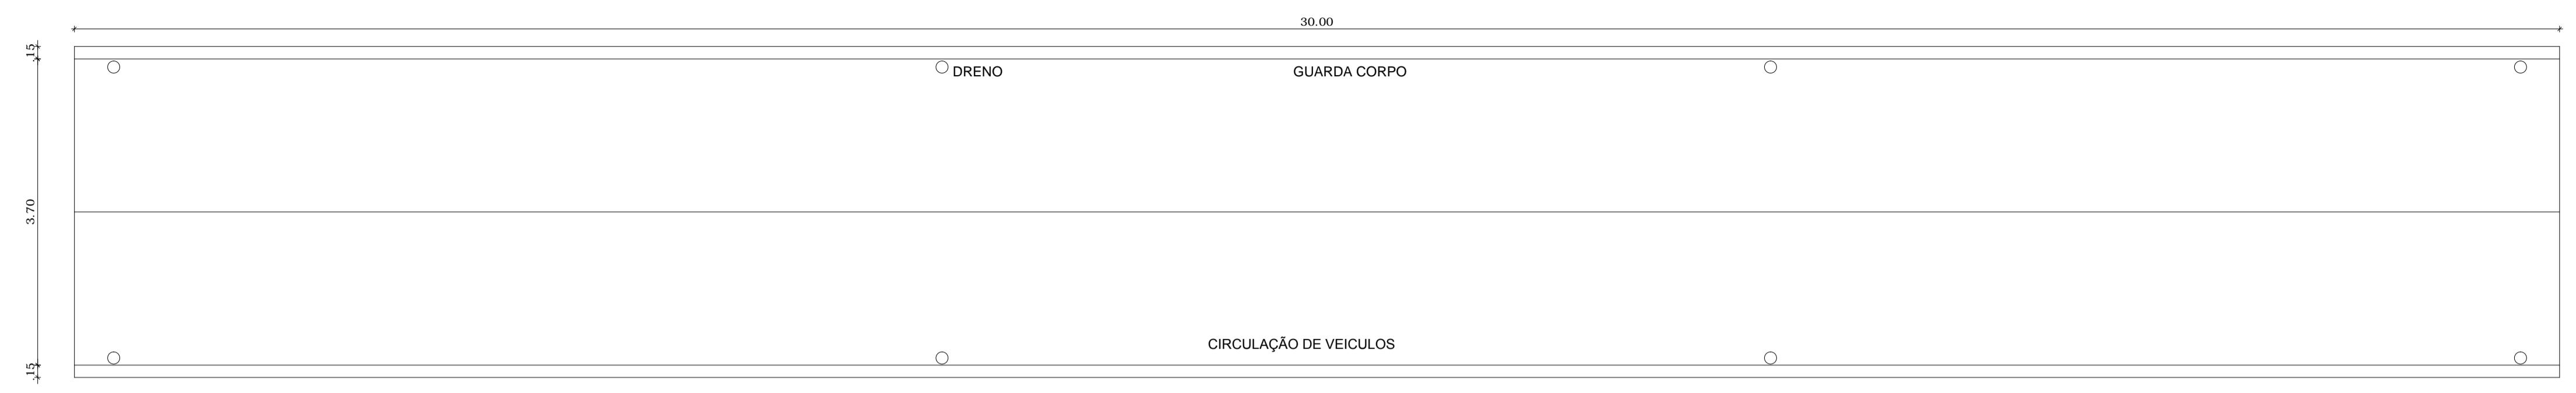 30.00
.15
DRENO
GUARDA CORPO
3.70
CIRCULAÇÃO DE VEICULOS
.15